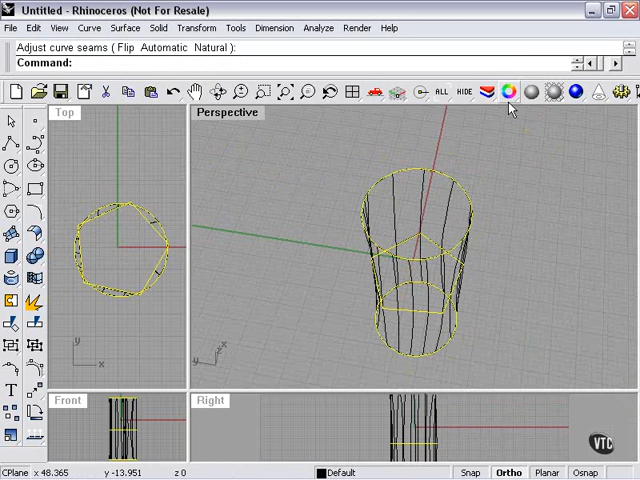 Untitled - Rhinoceros (Not For Resale)
File Edit View Curve Surface Solid Transform Tools Dimension Analyze Render Help
Adjust curve seams ( Flip Automatic Natural ):
Command:
ALL HIDE
Top
Perspective
y
x
z
y x
T
Front
Right
VTC
CPlane x 48.365 y -13.951 z 0 Default Snap Ortho Planar Osnap